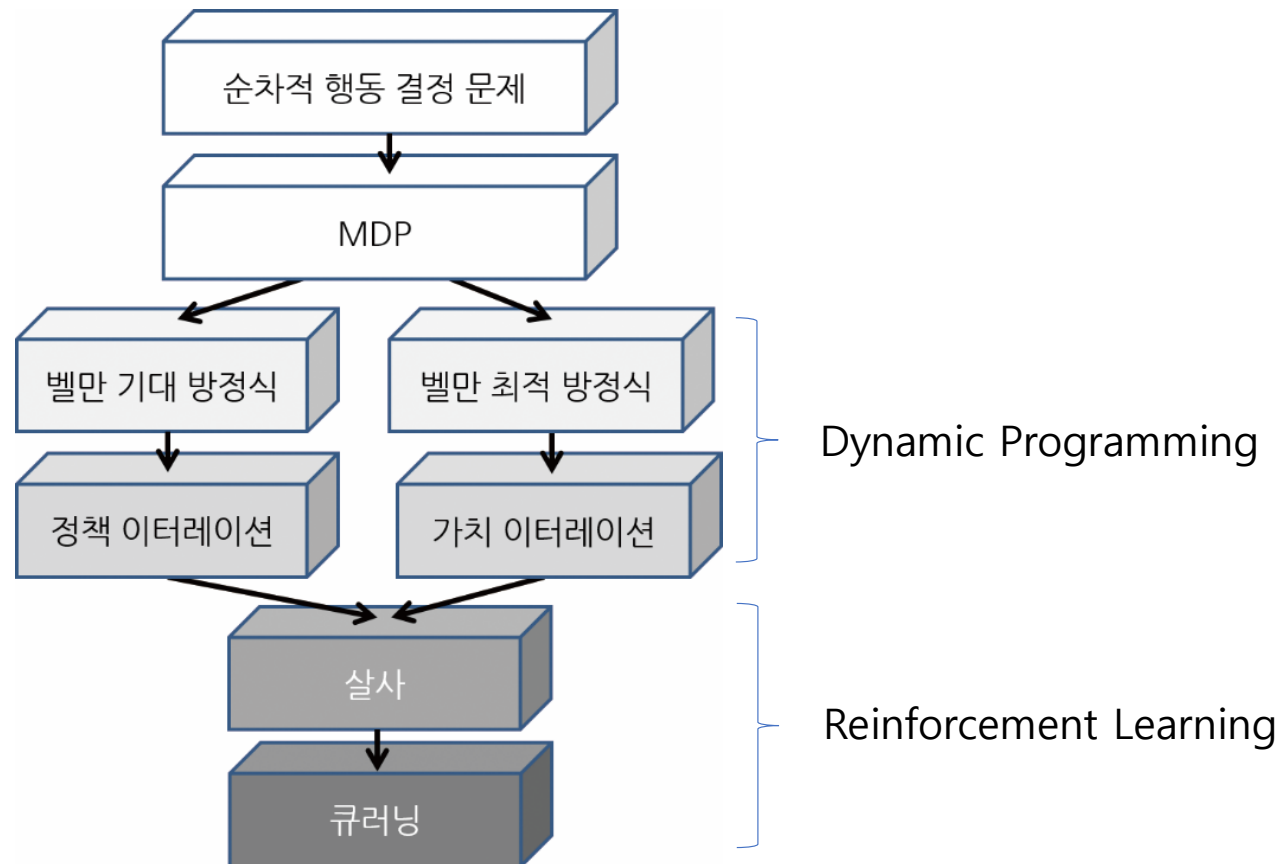 순차적 행동 결정 문제
MDP
벨만 기대 방정식
벨만 최적 방정식
정책 이터레이션
가치 이터레이션
Dynamic Programming
살사
큐러닝
Reinforcement Learning